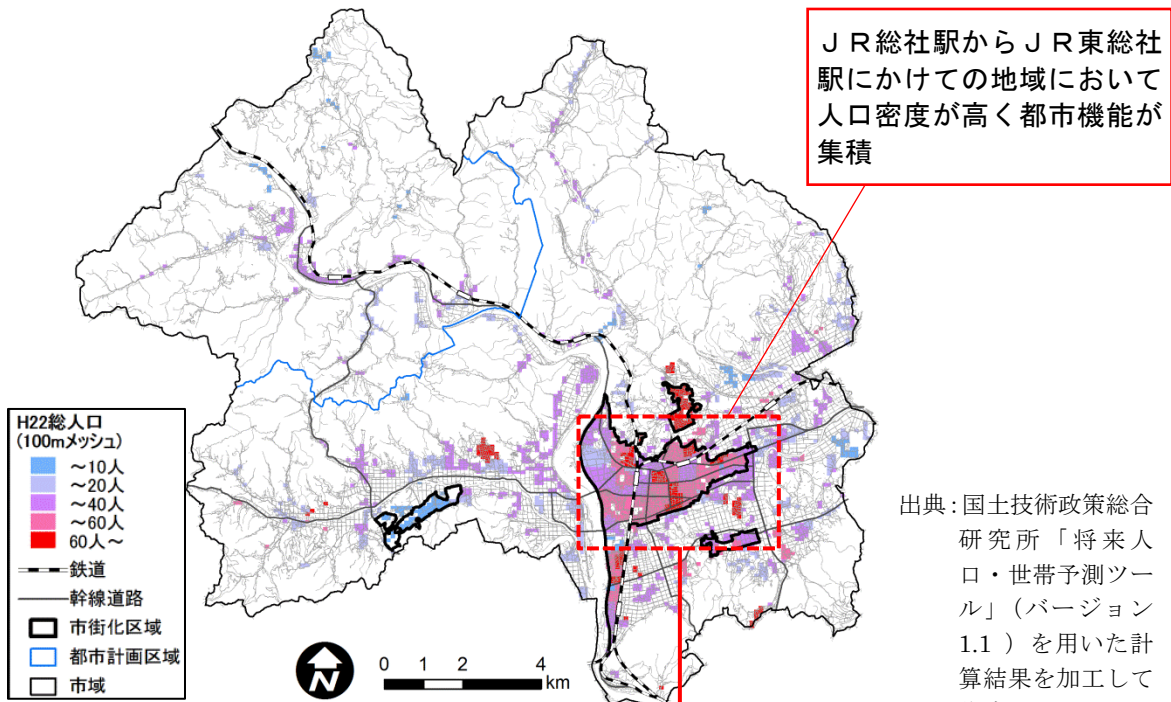 ＪＲ総社駅からＪＲ東総社
駅にかけての地域において
人口密度が高く都市機能が
集積
H22総人口
(100mメッシュ)
～10人
～20人
～40人
～60人
60人～
鉄道
幹線道路
市街化区域
都市計画区域
市域
N
0 1 2 4
km
出典：国土技術政策総合
研究所「将来人
口・世帯予測ツー
ル」（バージョン
1.1 ）を用いた計
算結果を加工して